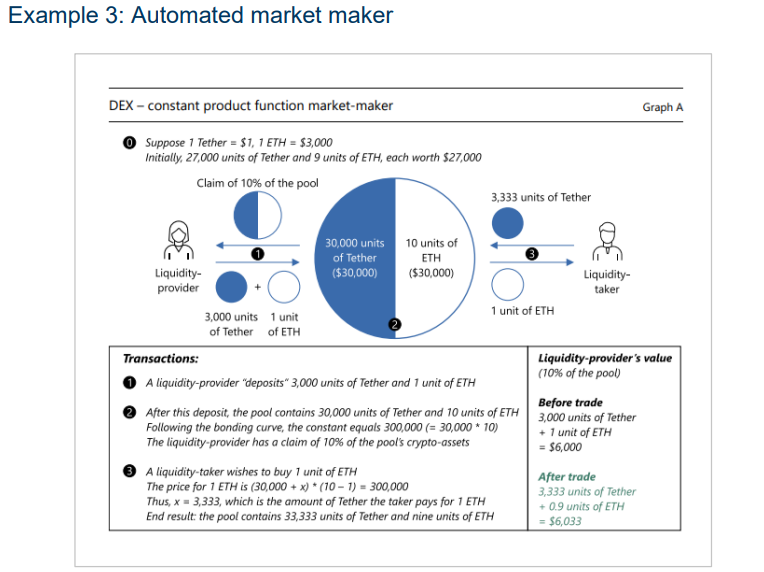 Example 3: Automated market maker
DEX – constant product function market-maker
Graph A
0 Suppose 1 Tether = $1, 1 ETH = $3,000
Initially, 27,000 units of Tether and 9 units of ETH, each worth $27,000
Claim of 10% of the pool
3,333 units of Tether
30,000 units
of Tether
($30,000)
10 units of
ETH
($30,000)
1
3
Liquidity-
provider
+
Liquidity-
taker
3,000 units
of Tether
1 unit
of ETH
1 unit of ETH
2
Transactions:
1 A liquidity-provider "deposits" 3,000 units of Tether and 1 unit of ETH
2 After this deposit, the pool contains 30,000 units of Tether and 10 units of ETH
Following the bonding curve, the constant equals 300,000 (= 30,000 * 10)
The liquidity-provider has a claim of 10% of the pool's crypto-assets
3 A liquidity-taker wishes to buy 1 unit of ETH
The price for 1 ETH is (30,000 + x) * (10 – 1) = 300,000
Thus, x = 3,333, which is the amount of Tether the taker pays for 1 ETH
End result: the pool contains 33,333 units of Tether and nine units of ETH
Liquidity-provider's value
(10% of the pool)
Before trade
3,000 units of Tether
+ 1 unit of ETH
= $6,000
After trade
3,333 units of Tether
+ 0.9 units of ETH
= $6,033